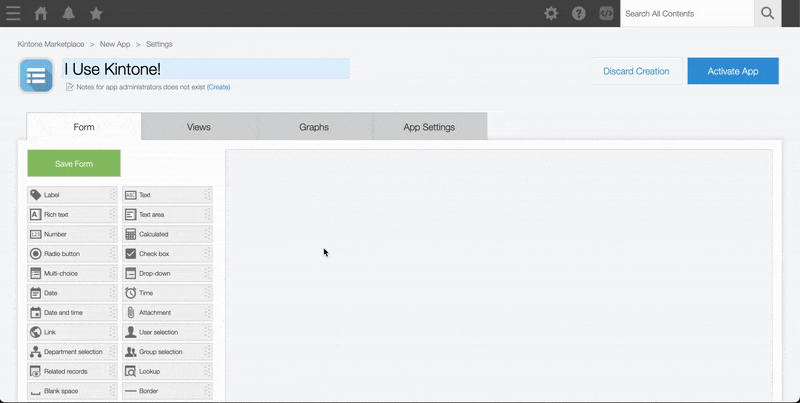 Search All Contents
Kintone Marketplace > New App > Settings
I Use Kintone!
Notes for app administrators does not exist (Create)
Discard Creation
Activate App
Form
Views
Graphs
App Settings
Save Form
Label
Text
Rich text
Text area
Number
Calculated
Radio button
Check box
Multi-choice
Drop-down
Date
Time
Date and time
Attachment
Link
User selection
Department selection
Group selection
Related records
Lookup
Blank space
Border